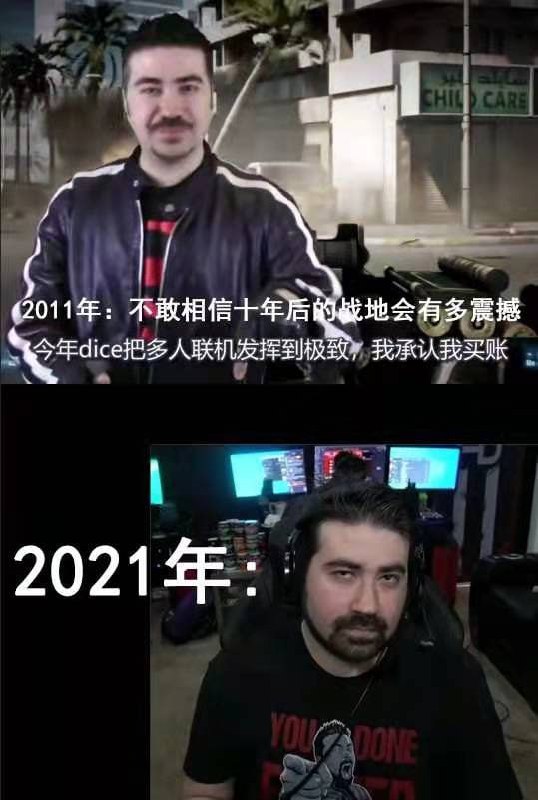 CHILD CARE
2011年：不敢相信十年后的战地会有多震撼
今年dice把多人联机发挥到极致，我承认我买账
2021年：
YOU DONE